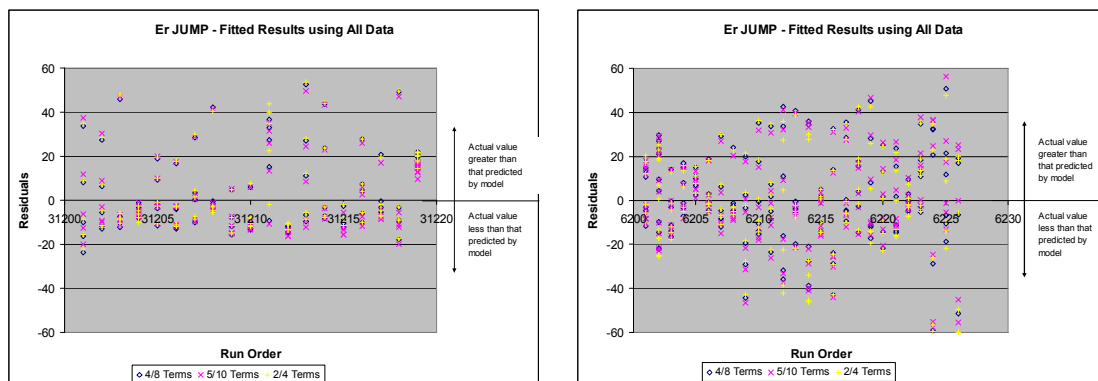 Er JUMP - Fitted Results using All Data
60
40
20
0
-20
-40
-60
31200
31205
31210
31215
31220
Residuals
Run Order
Actual value
greater than
that predicted
by model
Actual value
less than that
predicted by
model
4/8 Terms
5/10 Terms
2/4 Terms
Er JUMP - Fitted Results using All Data
60
40
20
0
-20
-40
-60
6200
6205
6210
6215
6220
6225
6230
Residuals
Run Order
Actual value
greater than
that predicted
by model
Actual value
less than that
predicted by
model
4/8 Terms
5/10 Terms
2/4 Terms